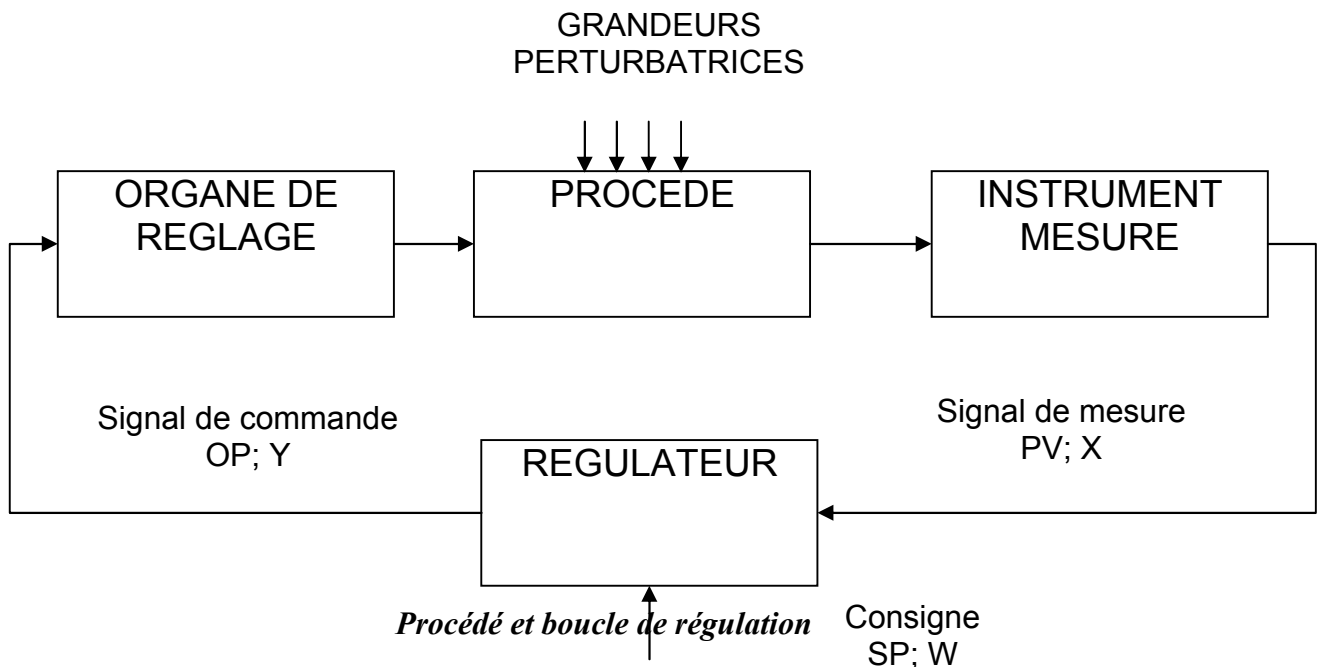 GRANDEURS
PERTURBATRICES
ORGANE DE
REGLAGE
PROCEDE
INSTRUMENT
MESURE
Signal de commande
OP; Y
Signal de mesure
PV; X
REGULATEUR
Procédé et boucle de régulation
Consigne
SP; W